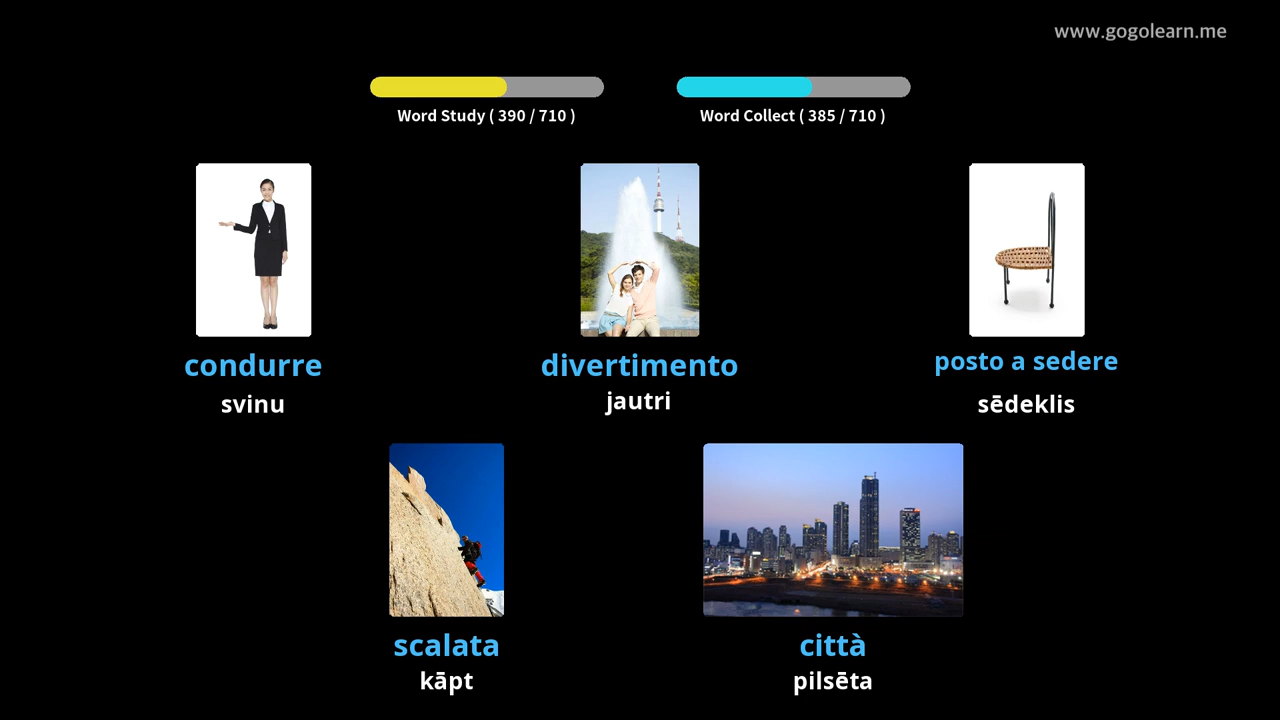 www.gogolearn.me
Word Study ( 390 / 710 )
Word Collect ( 385 / 710 )
condurre
svinu
divertimento
jautri
posto a sedere
sēdeklis
scalata
kāpt
città
pilsēta